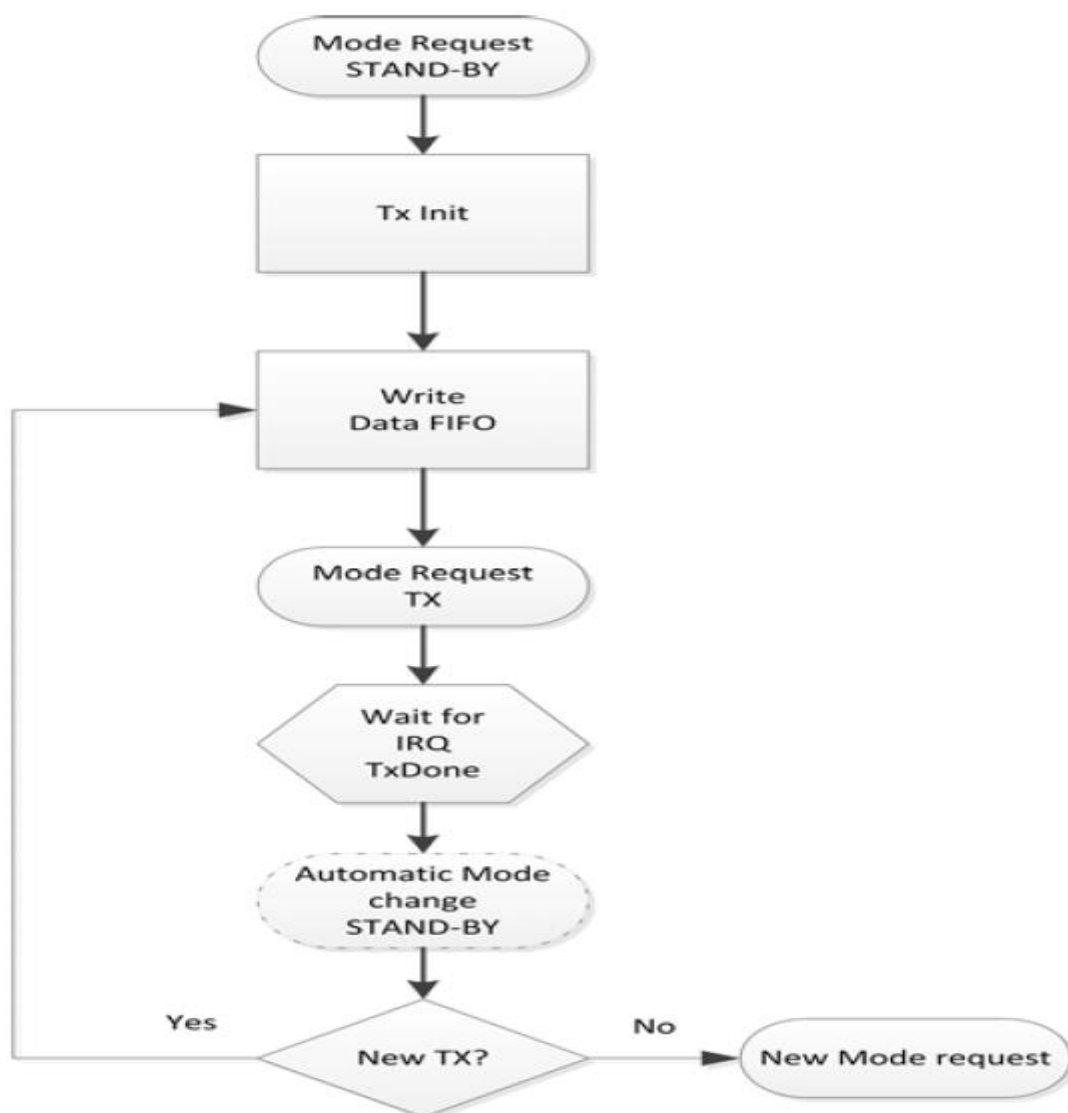 Mode Request
STAND-BY
Tx Init
Write
Data FIFO
Mode Request
TX
Wait for
IRQ
TxDone
Automatic Mode
change
STAND-BY
Yes
No
New TX?
New Mode request